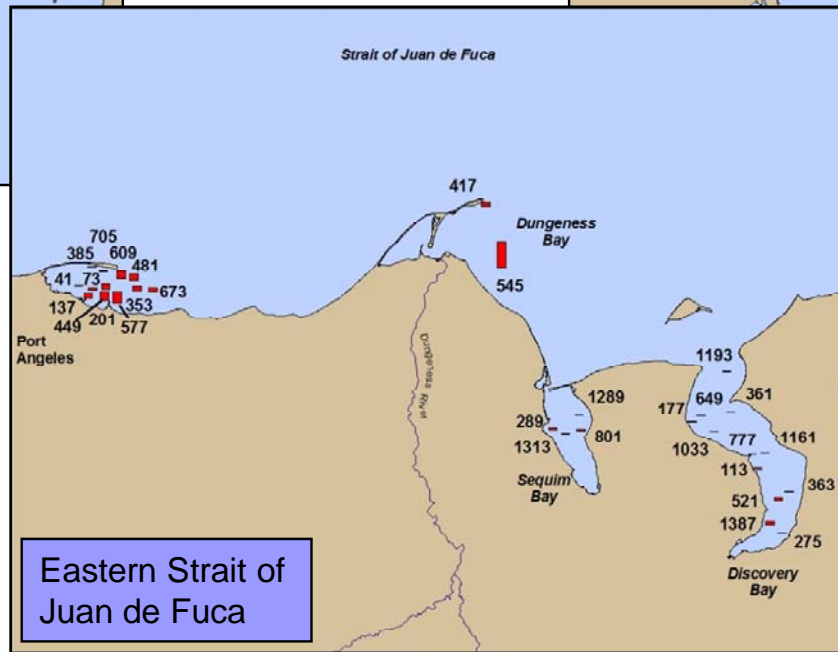 Strait of Juan de Fuca
417
Dungeness
Bay
545
705
385
609
481
41
73
673
137
353
449
201
577
Port
Angeles
Dungeness River
1193
1289
649
361
177
289
801
1313
1033
777
1161
113
363
521
Sequim
Bay
1387
275
Discovery
Bay
Eastern Strait of
Juan de Fuca